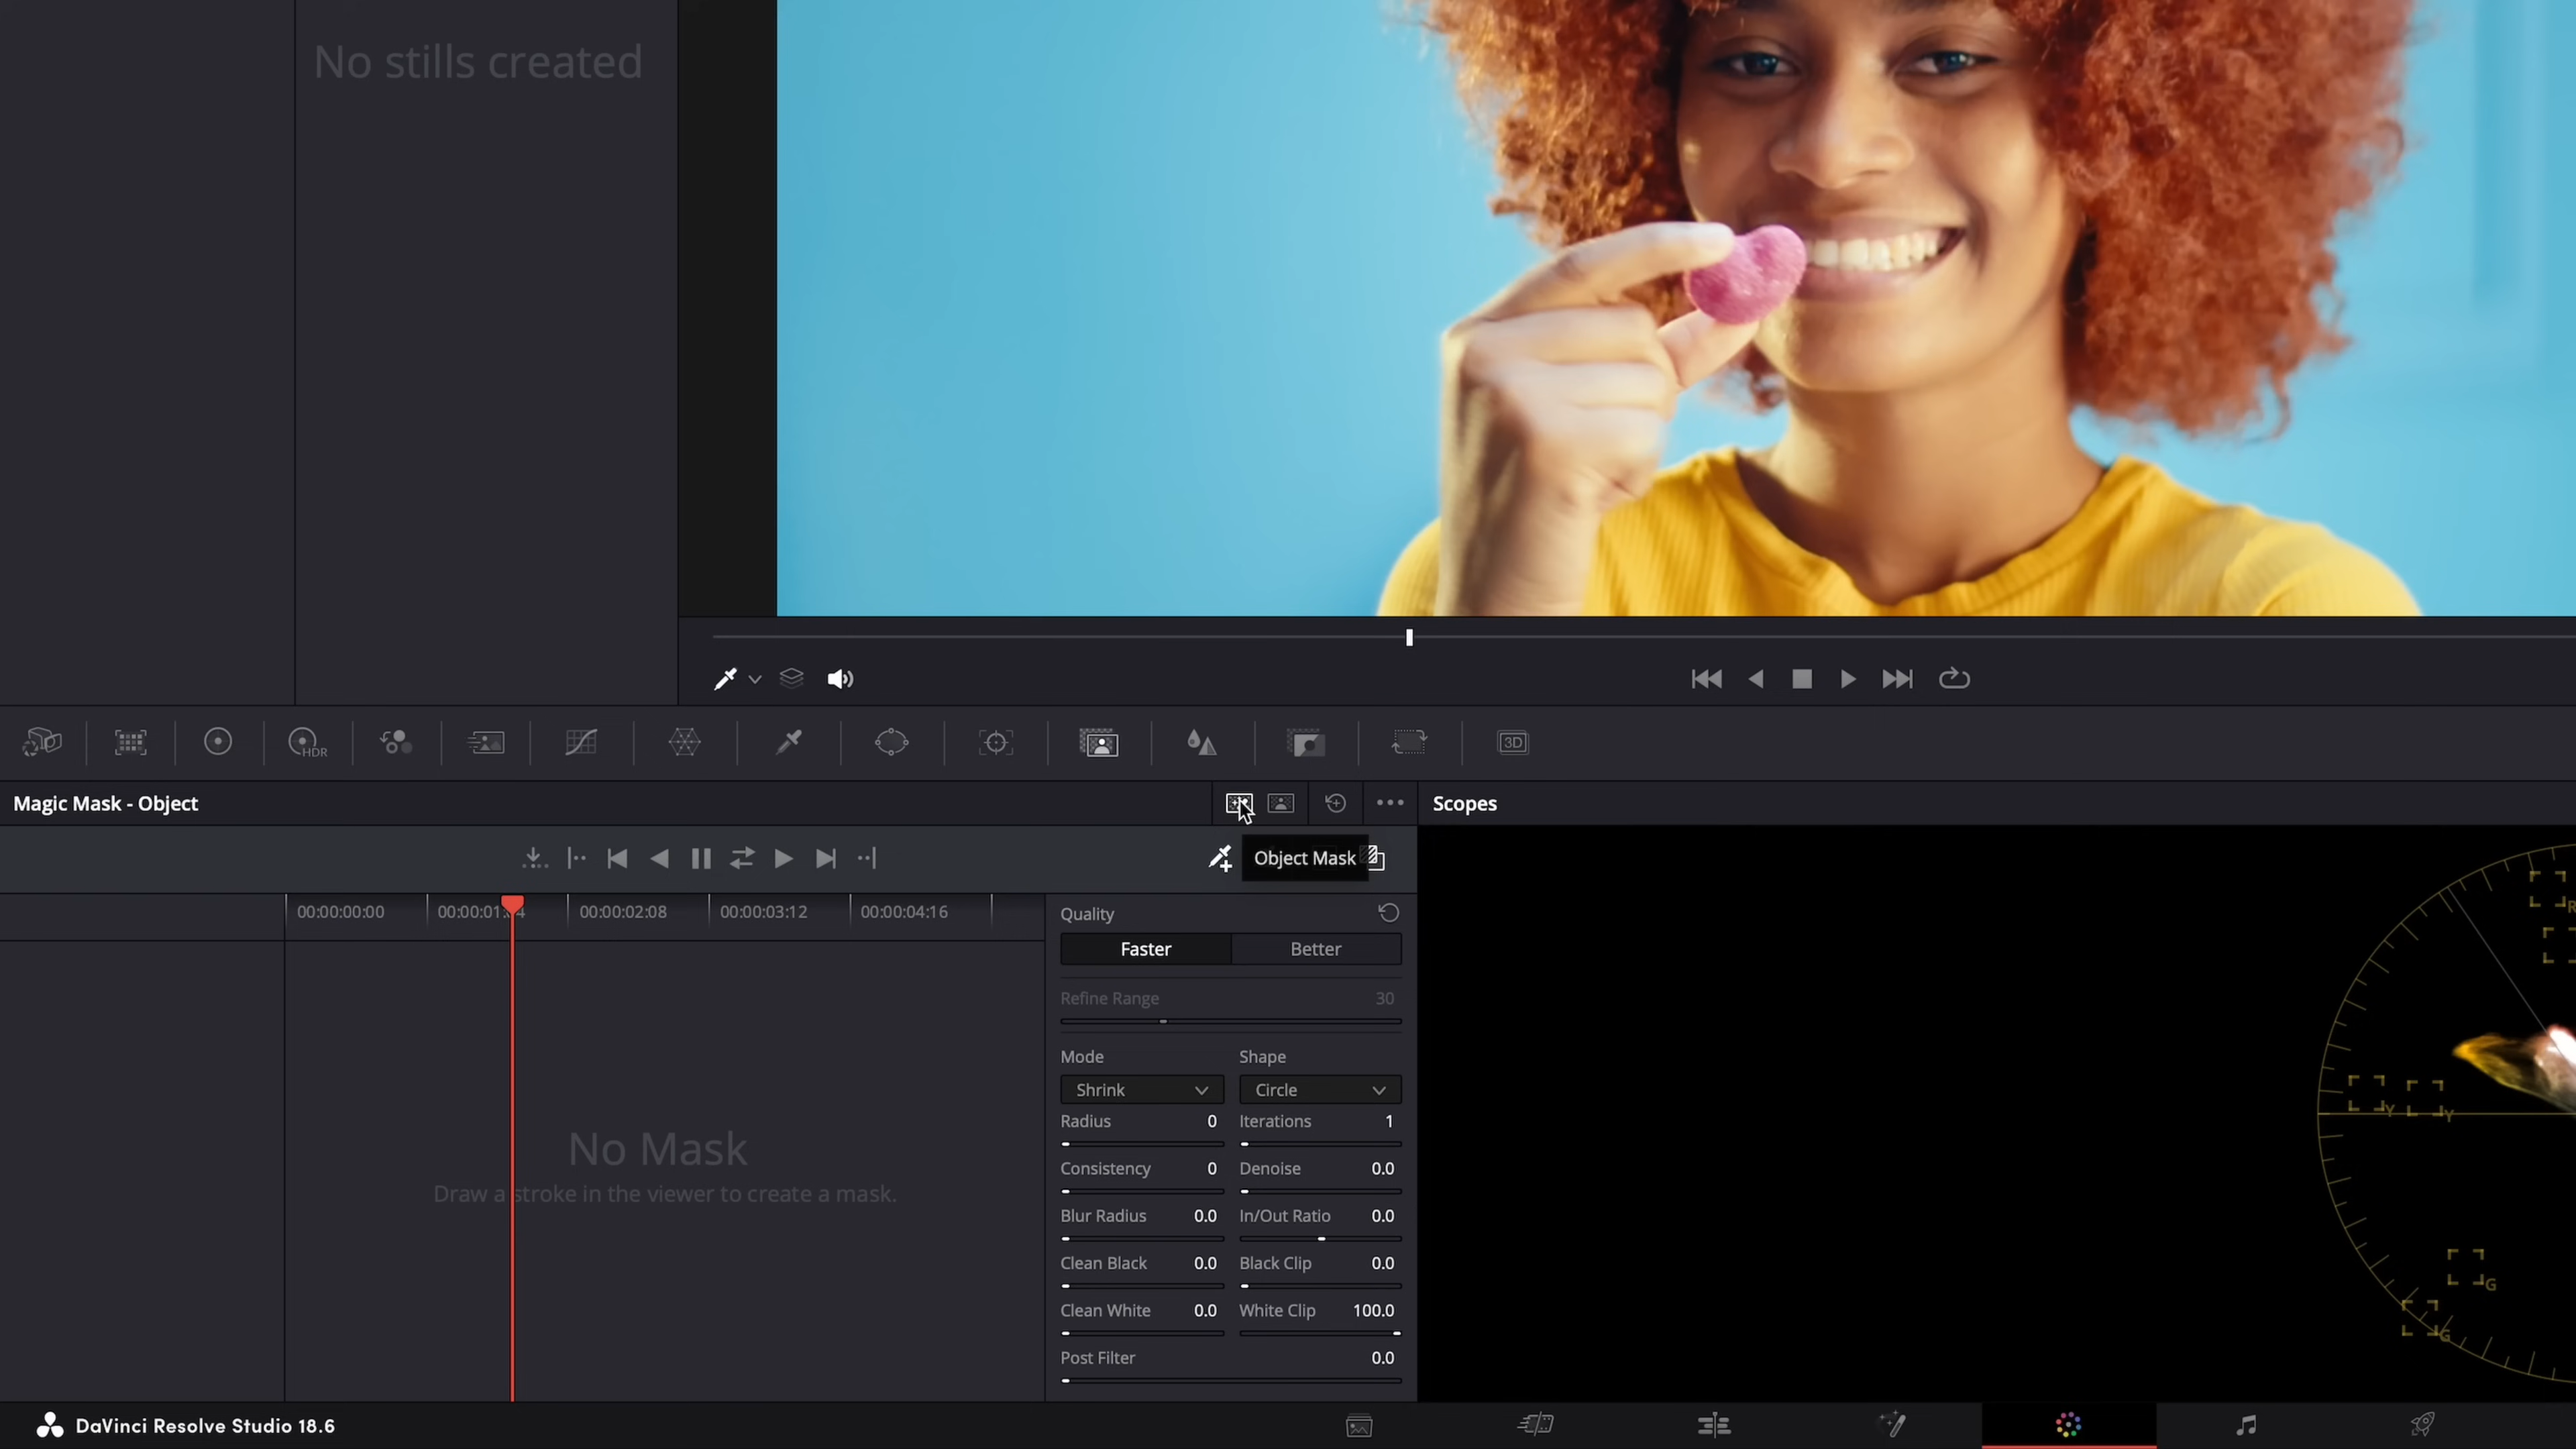 No stills created
HDR
3D
Magic Mask - Object
Scopes
Object Mask
00:00:00:00
00:00:02:08
00:00:03:12
00:00:04:16
Quality
Faster
Better
Refine Range 30
Mode
Shape
Shrink
Circle
Radius 0
Iterations 1
Consistency 0
Denoise 0.0
Blur Radius 0.0
In/Out Ratio 0.0
Clean Black 0.0
Black Clip 0.0
Clean White 0.0
White Clip 100.0
Post Filter 0.0
No Mask
Draw a stroke in the viewer to create a mask.
R
Y
Y
G
G
DaVinci Resolve Studio 18.6